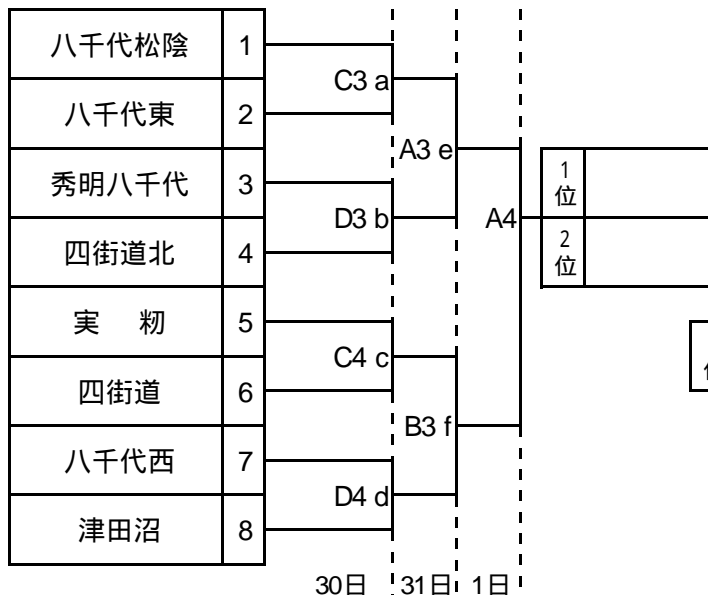 八千代松陰 1
八千代東 2
秀明八千代 3
四街道北 4
実 籾 5
四街道 6
八千代西 7
津田沼 8
C3 a
D3 b
C4 c
D4 d
A3 e
B3 f
A4
1位
2位
30日 31日 1日